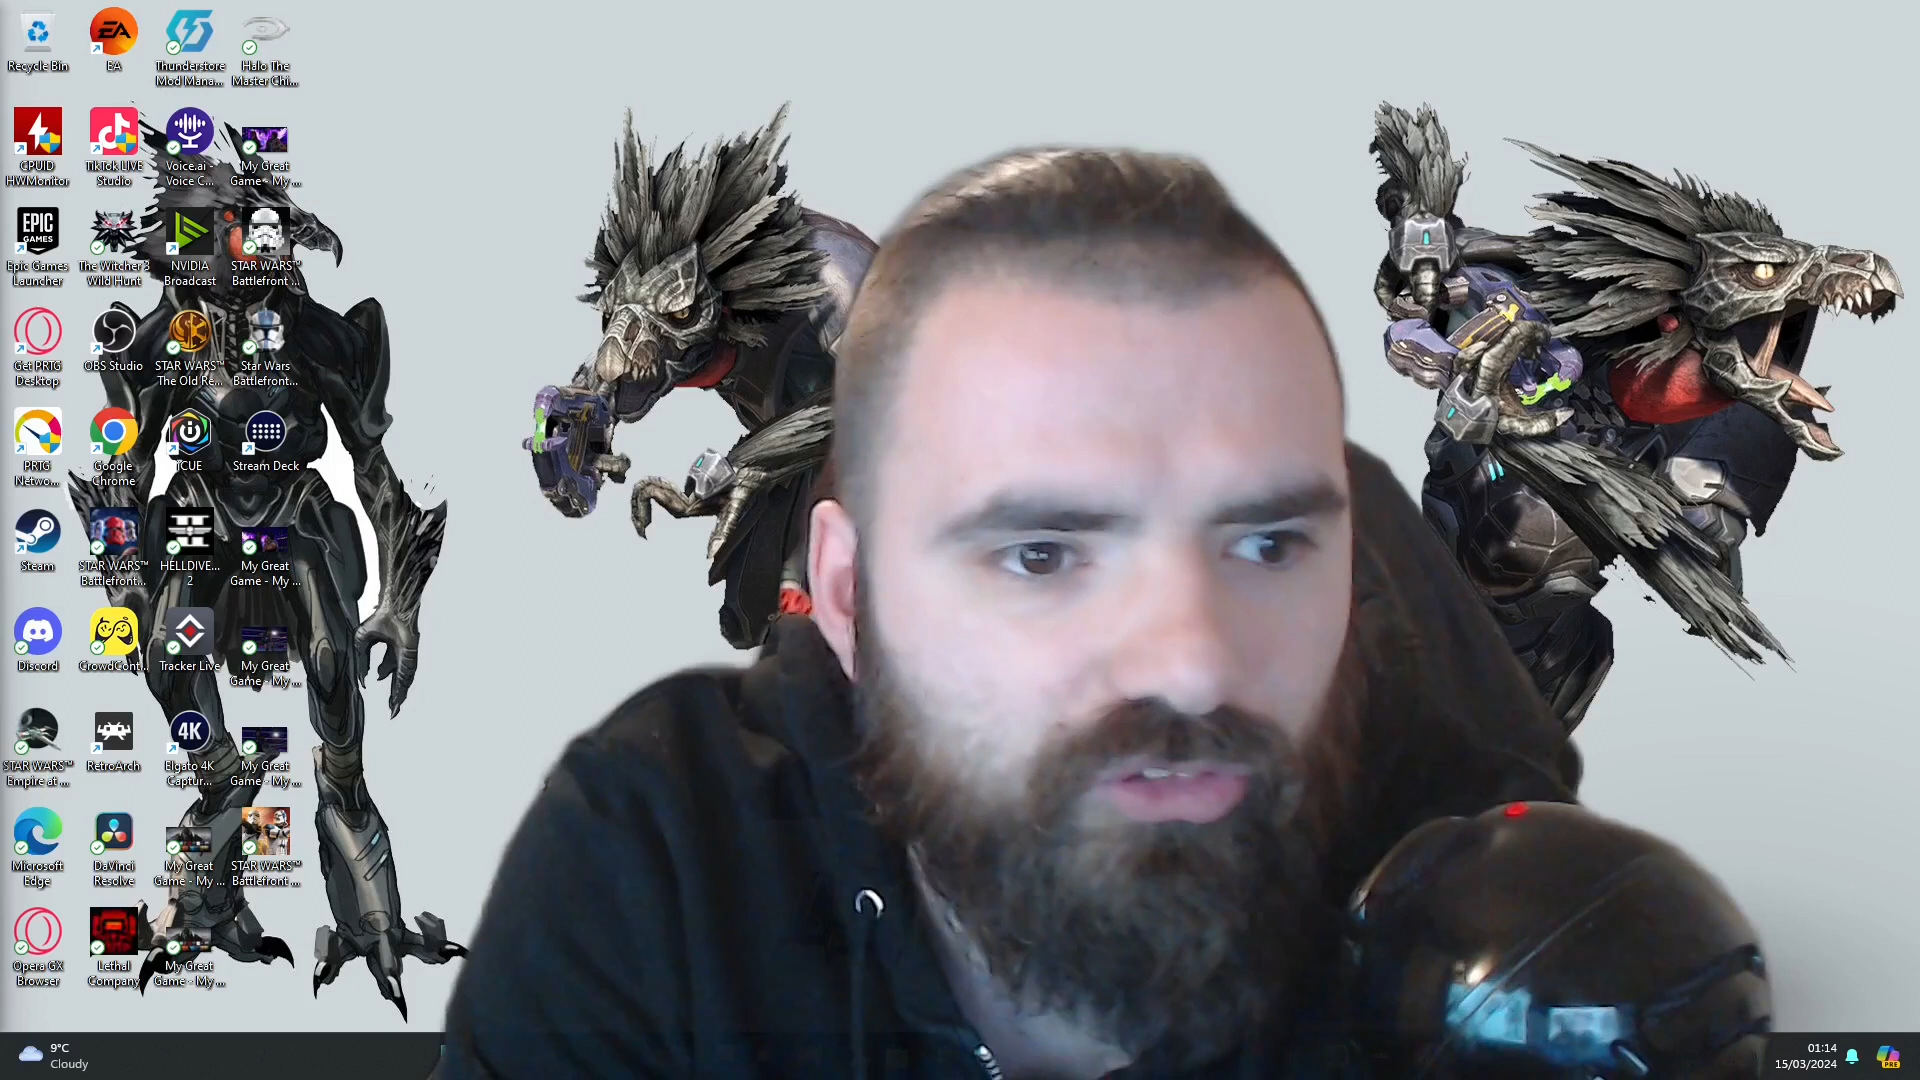 Recycle Bin
EA
Thunderstore
Mod Mana...
Halo The
Master Chi...
CPUID
HWMonitor
TikTok LIVE
Studio
Voice.ai -
Voice C...
My Great
Game - My ...
EPIC
GAMES
Epic Games
Launcher
The Witcher 3
Wild Hunt
NVIDIA
Broadcast
STAR WARS™
Battlefront ...
Get PRTG
Desktop
OBS Studio
STAR WARS™
The Old Re...
Star Wars
Battlefront...
PRTG
Netwo...
Google
Chrome
iCUE
Stream Deck
Steam
STAR WARS™
Battlefront...
HELLDIVE...
2
My Great
Game - My ...
Discord
CrowdCont...
Tracker Live
My Great
Game - My ...
STAR WARS™
Empire at ...
RetroArch
4K
Elgato 4K
Captur...
My Great
Game - My ...
Microsoft
Edge
DaVinci
Resolve
My Great
Game - My ...
STAR WARS™
Battlefront ...
Opera GX
Browser
Lethal
Company
My Great
Game - My ...
9°C
Cloudy
01:14
15/03/2024
PRE